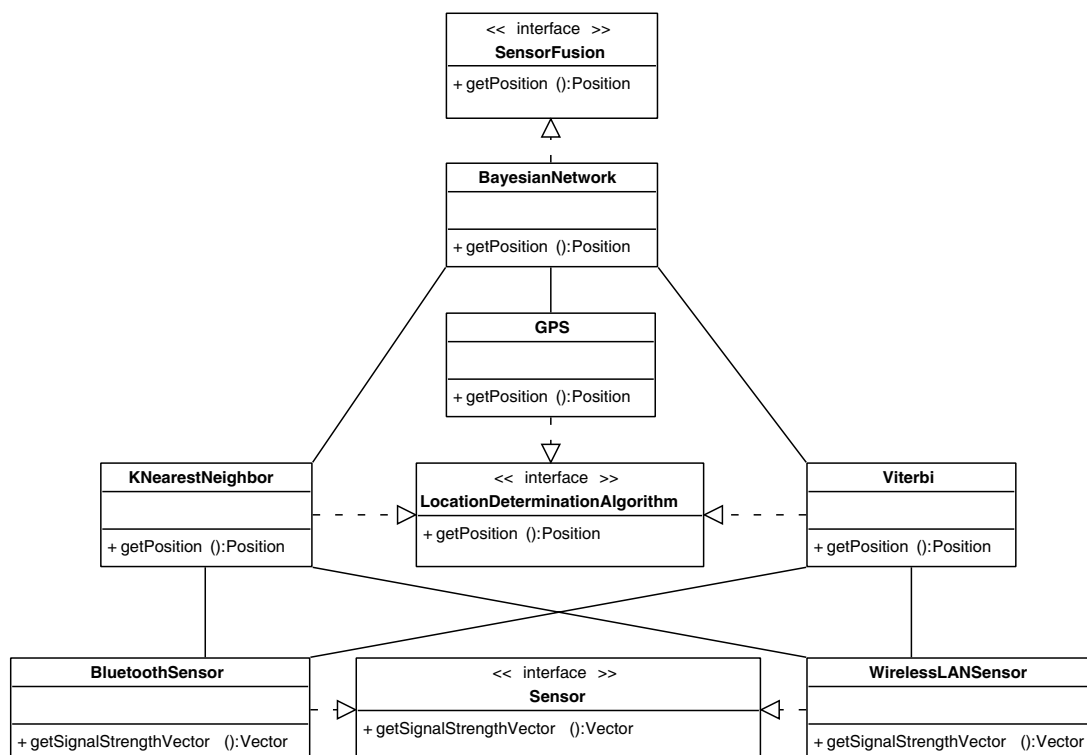 << interface >>
SensorFusion
+ getPosition ():Position
BayesianNetwork
+ getPosition ():Position
GPS
+ getPosition ():Position
KNearestNeighbor
+ getPosition ():Position
<< interface >>
LocationDeterminationAlgorithm
+ getPosition ():Position
Viterbi
+ getPosition ():Position
BluetoothSensor
+ getSignalStrengthVector ():Vector
<< interface >>
Sensor
+ getSignalStrengthVector ():Vector
WirelessLANSensor
+ getSignalStrengthVector ():Vector